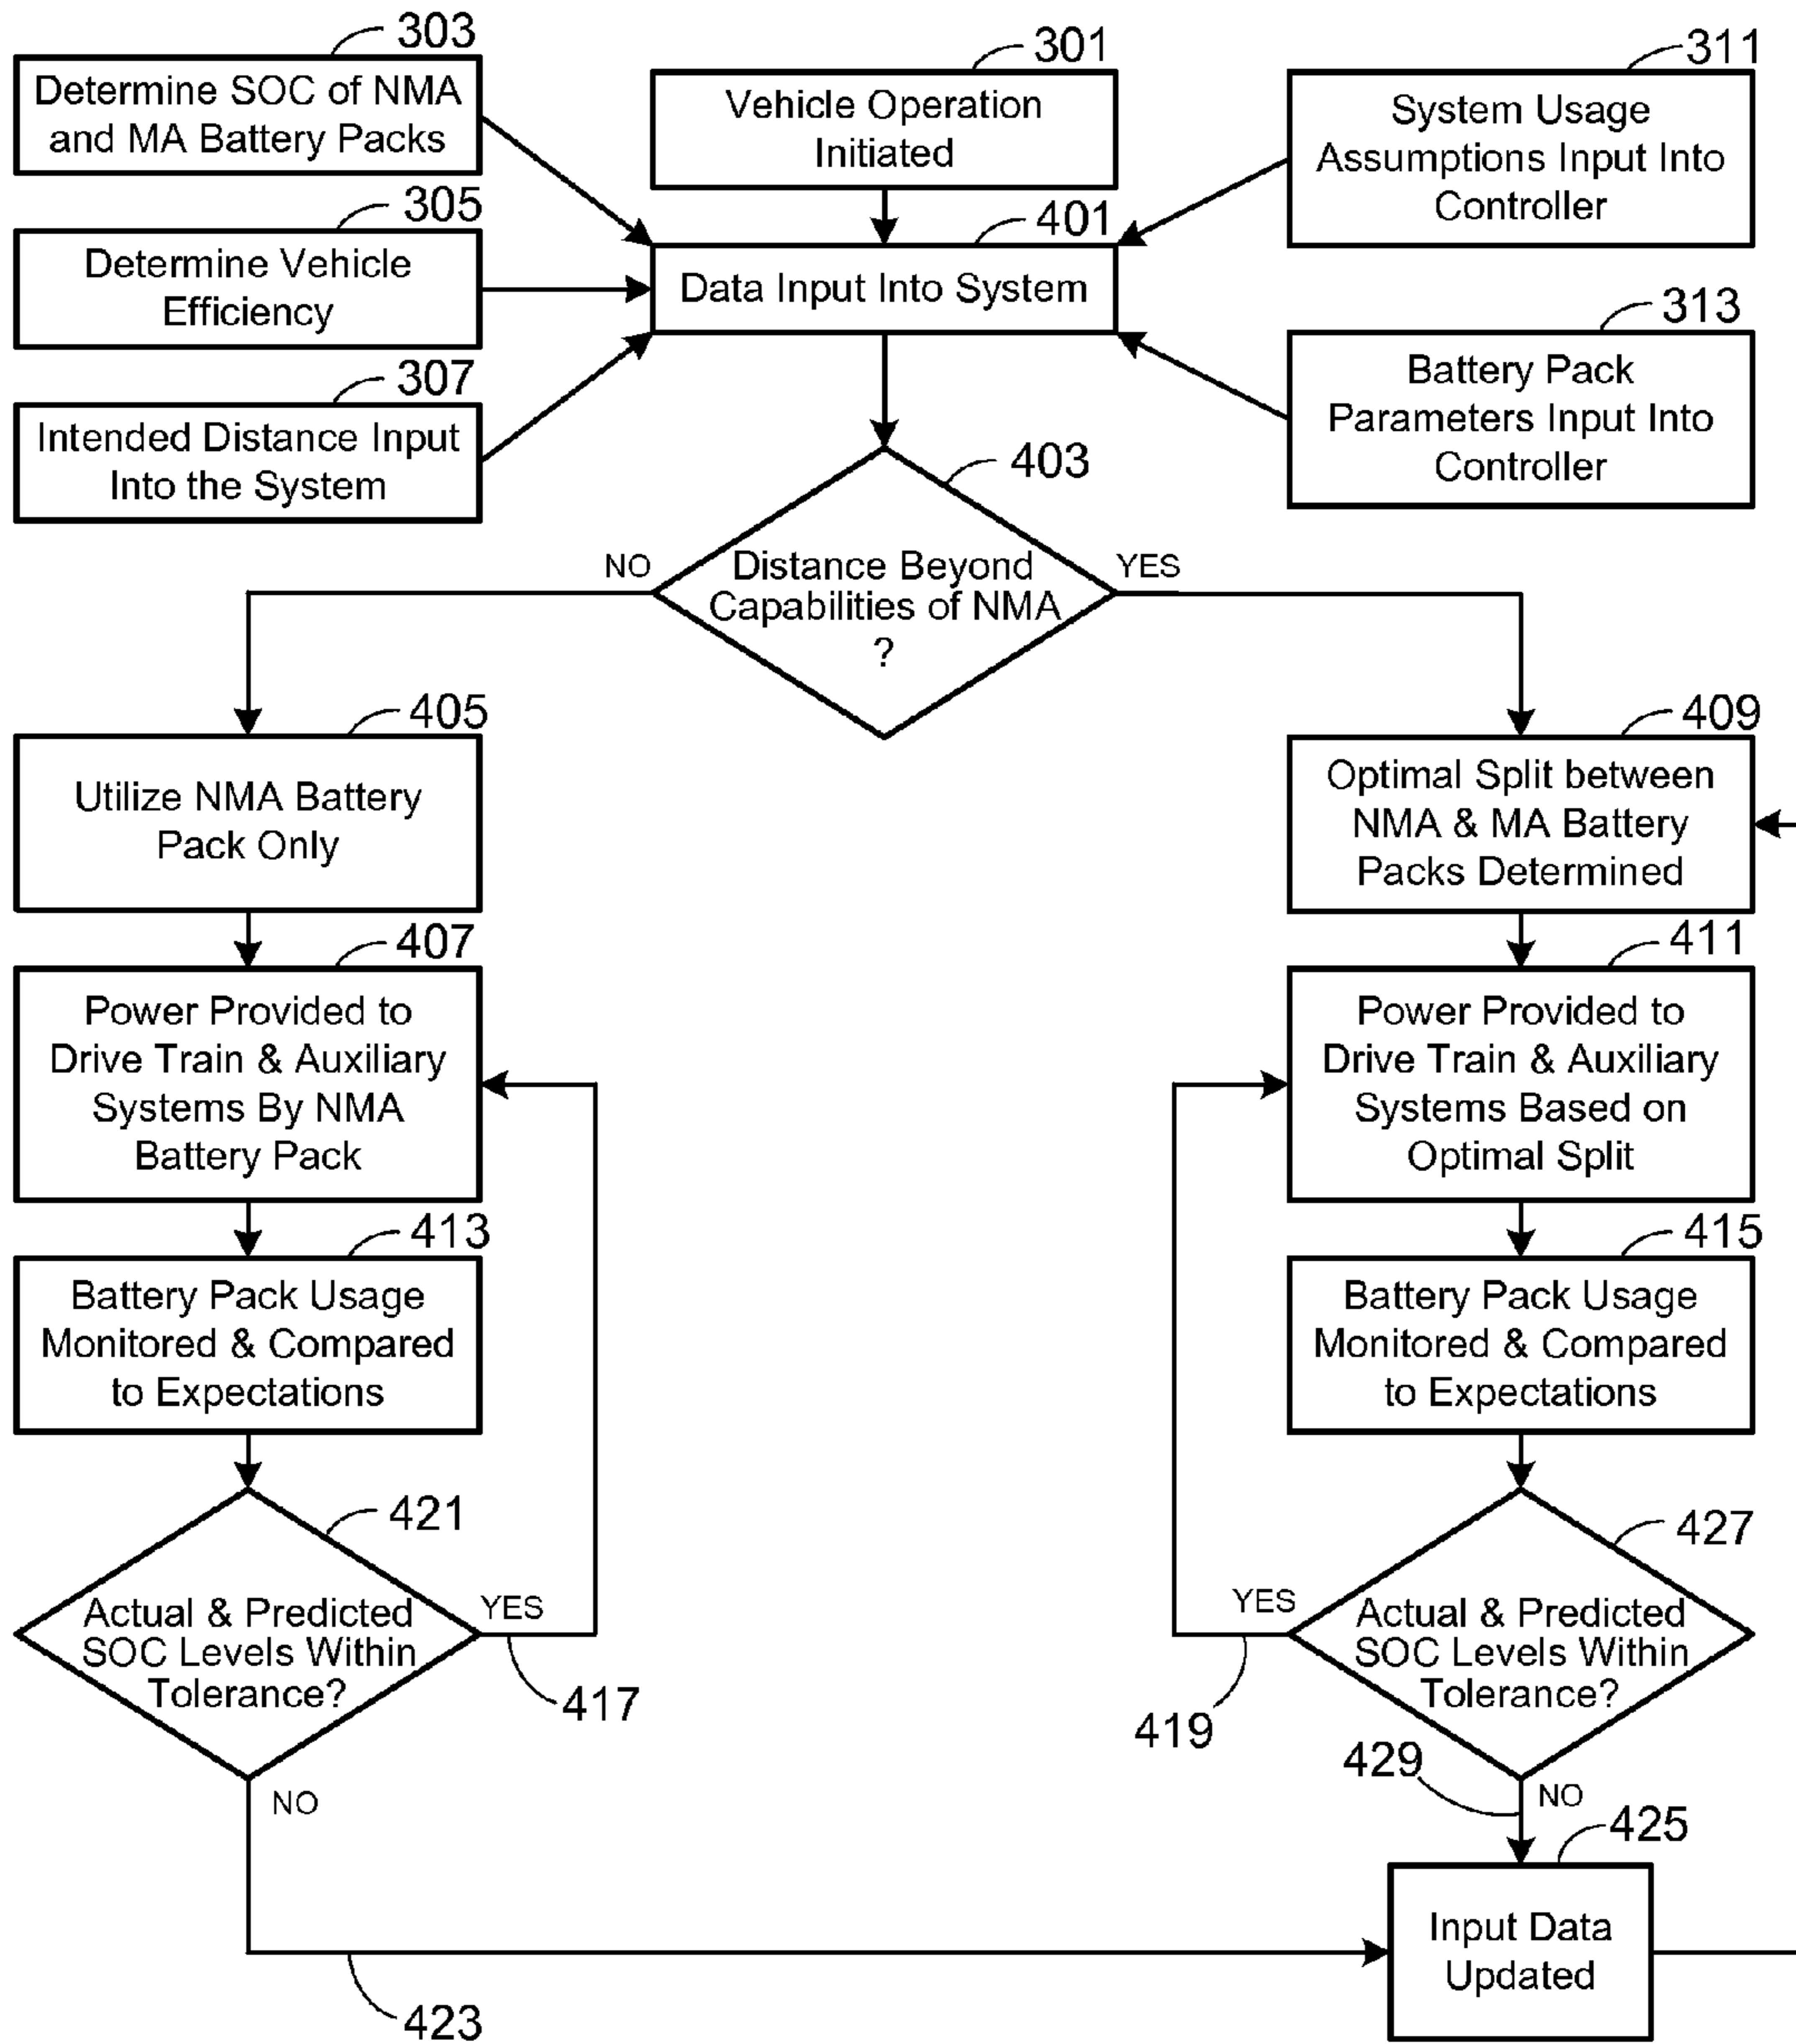 303
Determine SOC of NMA
and MA Battery Packs
301
Vehicle Operation
Initiated
311
System Usage
Assumptions Input Into
Controller
305
Determine Vehicle
Efficiency
401
Data Input Into System
313
Battery Pack
Parameters Input Into
Controller
307
Intended Distance Input
Into the System
403
Distance Beyond
Capabilities of NMA
?
NO
YES
405
Utilize NMA Battery
Pack Only
409
Optimal Split between
NMA & MA Battery
Packs Determined
407
Power Provided to
Drive Train & Auxiliary
Systems By NMA
Battery Pack
411
Power Provided to
Drive Train & Auxiliary
Systems Based on
Optimal Split
413
Battery Pack Usage
Monitored & Compared
to Expectations
415
Battery Pack Usage
Monitored & Compared
to Expectations
421
Actual & Predicted
SOC Levels Within
Tolerance?
YES
417
NO
427
Actual & Predicted
SOC Levels Within
Tolerance?
YES
419
429
NO
425
Input Data
Updated
423